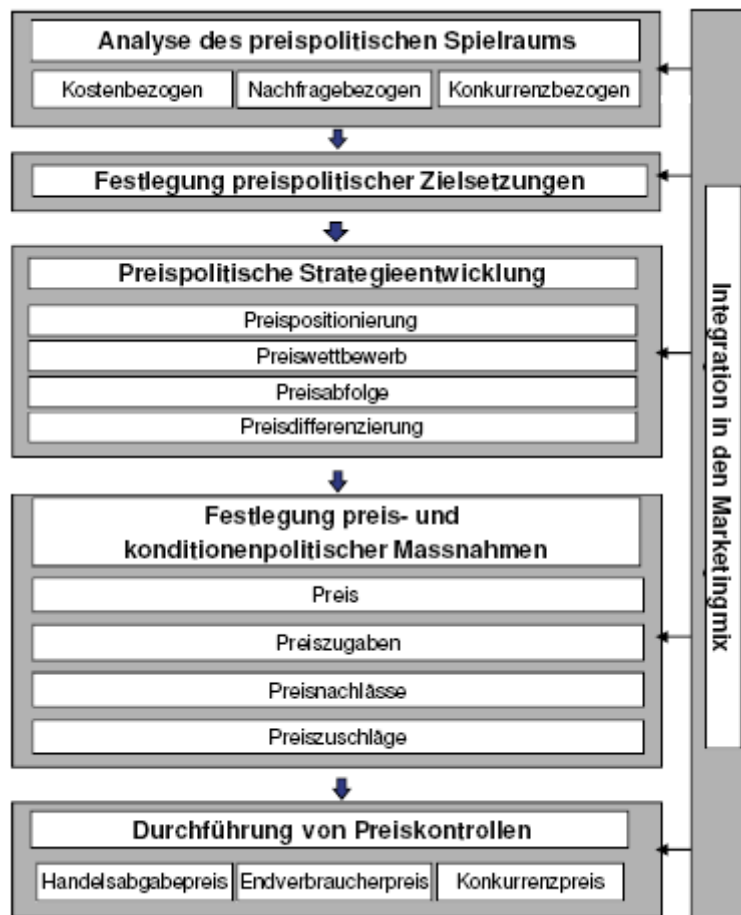 Analyse des preispolitischen Spielraums
Kostenbezogen
Nachfragebezogen
Konkurrenzbezogen
Festlegung preispolitischer Zielsetzungen
Preispolitische Strategieentwicklung
Preispositionierung
Preiswettbewerb
Preisabfolge
Preisdifferenzierung
Festlegung preis- und
konditionenpolitischer Massnahmen
Preis
Preiszugaben
Preisnachlässe
Preiszuschläge
Durchführung von Preiskontrollen
Handelsabgabepreis
Endverbraucherpreis
Konkurrenzpreis
Integration in den Marketingmix